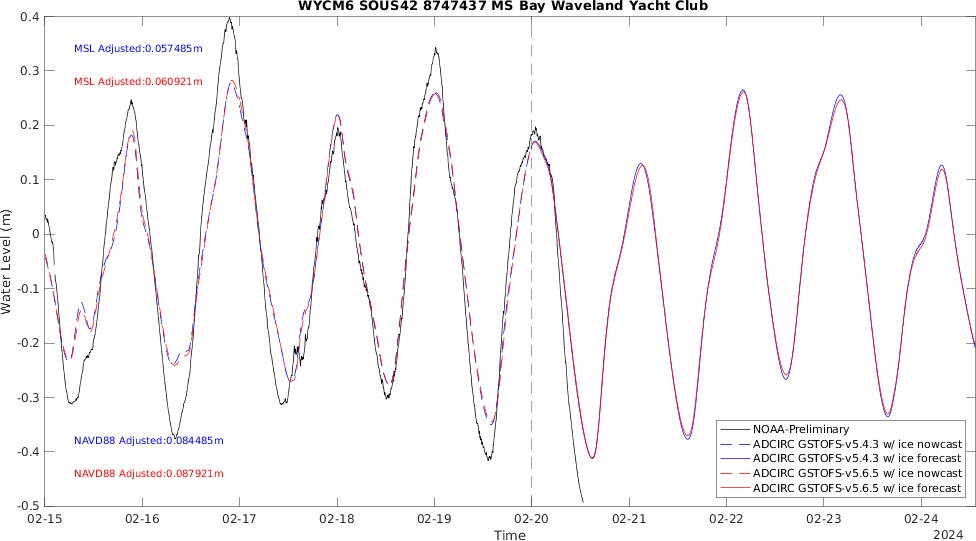 WYCM6 SOUS42 8747437 MS Bay Waveland Yacht Club
0.4
0.3
0.2
0.1
0
-0.1
-0.2
-0.3
-0.4
-0.5
Water Level (m)
MSL Adjusted:0.057485m
MSL Adjusted:0.060921m
NAVD88 Adjusted:0.084485m
NAVD88 Adjusted:0.087921m
NOAA-Preliminary
ADCIRC GSTOFS-v5.4.3 w/ ice nowcast
ADCIRC GSTOFS-v5.4.3 w/ ice forecast
ADCIRC GSTOFS-v5.6.5 w/ ice nowcast
ADCIRC GSTOFS-v5.6.5 w/ ice forecast
02-15 02-16 02-17 02-18 02-19 02-20 02-21 02-22 02-23 02-24
Time
2024